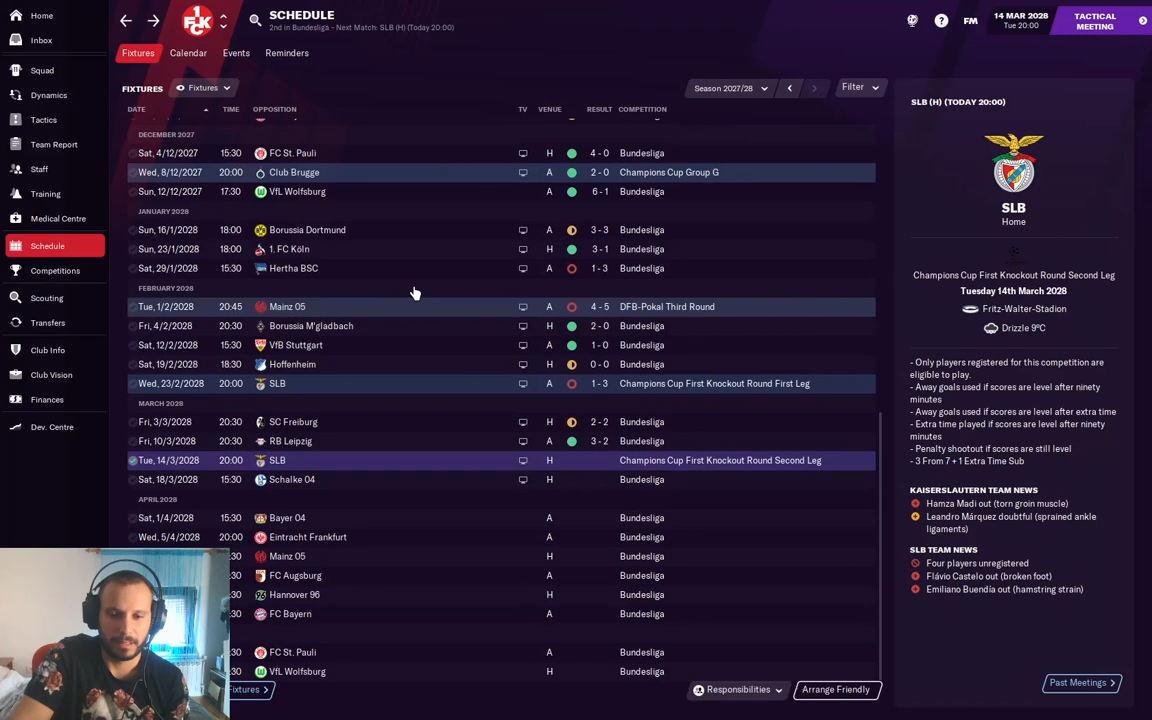 SCHEDULE
2nd in Bundesliga - Next Match: SLB (H) (Today 20:00)
FM
14 MAR 2028
Tue 20:00
TACTICAL MEETING
Home
Inbox
Squad
Dynamics
Tactics
Team Report
Staff
Training
Medical Centre
Schedule
Competitions
Scouting
Transfers
Club Info
Club Vision
Finances
Dev. Centre
Fixtures Calendar Events Reminders
FIXTURES Fixtures Season 2027/28 Filter
DATE TIME OPPOSITION TV VENUE RESULT COMPETITION
DECEMBER 2027
Sat, 4/12/2027 15:30 FC St. Pauli H 4 - 0 Bundesliga
Wed, 8/12/2027 20:00 Club Brugge A 2 - 0 Champions Cup Group G
Sun, 12/12/2027 17:30 VfL Wolfsburg A 6 - 1 Bundesliga
JANUARY 2028
Sun, 16/1/2028 18:00 Borussia Dortmund A 3 - 3 Bundesliga
Sun, 23/1/2028 18:00 1. FC Köln H 3 - 1 Bundesliga
Sat, 29/1/2028 15:30 Hertha BSC A 1 - 3 Bundesliga
FEBRUARY 2028
Tue, 1/2/2028 20:45 Mainz 05 A 4 - 5 DFB-Pokal Third Round
Fri, 4/2/2028 20:30 Borussia M'gladbach H 2 - 0 Bundesliga
Sat, 12/2/2028 15:30 VfB Stuttgart A 1 - 0 Bundesliga
Sat, 19/2/2028 18:30 Hoffenheim H 0 - 0 Bundesliga
Wed, 23/2/2028 20:00 SLB A 1 - 3 Champions Cup First Knockout Round First Leg
MARCH 2028
Fri, 3/3/2028 20:30 SC Freiburg H 2 - 2 Bundesliga
Fri, 10/3/2028 20:30 RB Leipzig A 3 - 2 Bundesliga
Tue, 14/3/2028 20:00 SLB H Champions Cup First Knockout Round Second Leg
Sat, 18/3/2028 15:30 Schalke 04 H Bundesliga
APRIL 2028
Sat, 1/4/2028 15:30 Bayer 04 A Bundesliga
Wed, 5/4/2028 20:00 Eintracht Frankfurt A Bundesliga
:30 Mainz 05 H Bundesliga
:30 FC Augsburg A Bundesliga
:30 Hannover 96 H Bundesliga
:30 FC Bayern A Bundesliga
:30 FC St. Pauli A Bundesliga
:30 VfL Wolfsburg H Bundesliga
Fixtures Responsibilities Arrange Friendly
SLB (H) (TODAY 20:00)
SLB
Home
Champions Cup First Knockout Round Second Leg
Tuesday 14th March 2028
Fritz-Walter-Stadion
Drizzle 9°C
- Only players registered for this competition are
eligible to play.
- Away goals used if scores are level after ninety
minutes
- Away goals used if scores are level after extra time
- Extra time played if scores are level after ninety
minutes
- Penalty shootout if scores are still level
- 3 From 7 + 1 Extra Time Sub
KAISERSLAUTERN TEAM NEWS
Hamza Madi out (torn groin muscle)
Leandro Márquez doubtful (sprained ankle
ligaments)
SLB TEAM NEWS
Four players unregistered
Flávio Castelo out (broken foot)
Emiliano Buendía out (hamstring strain)
Past Meetings